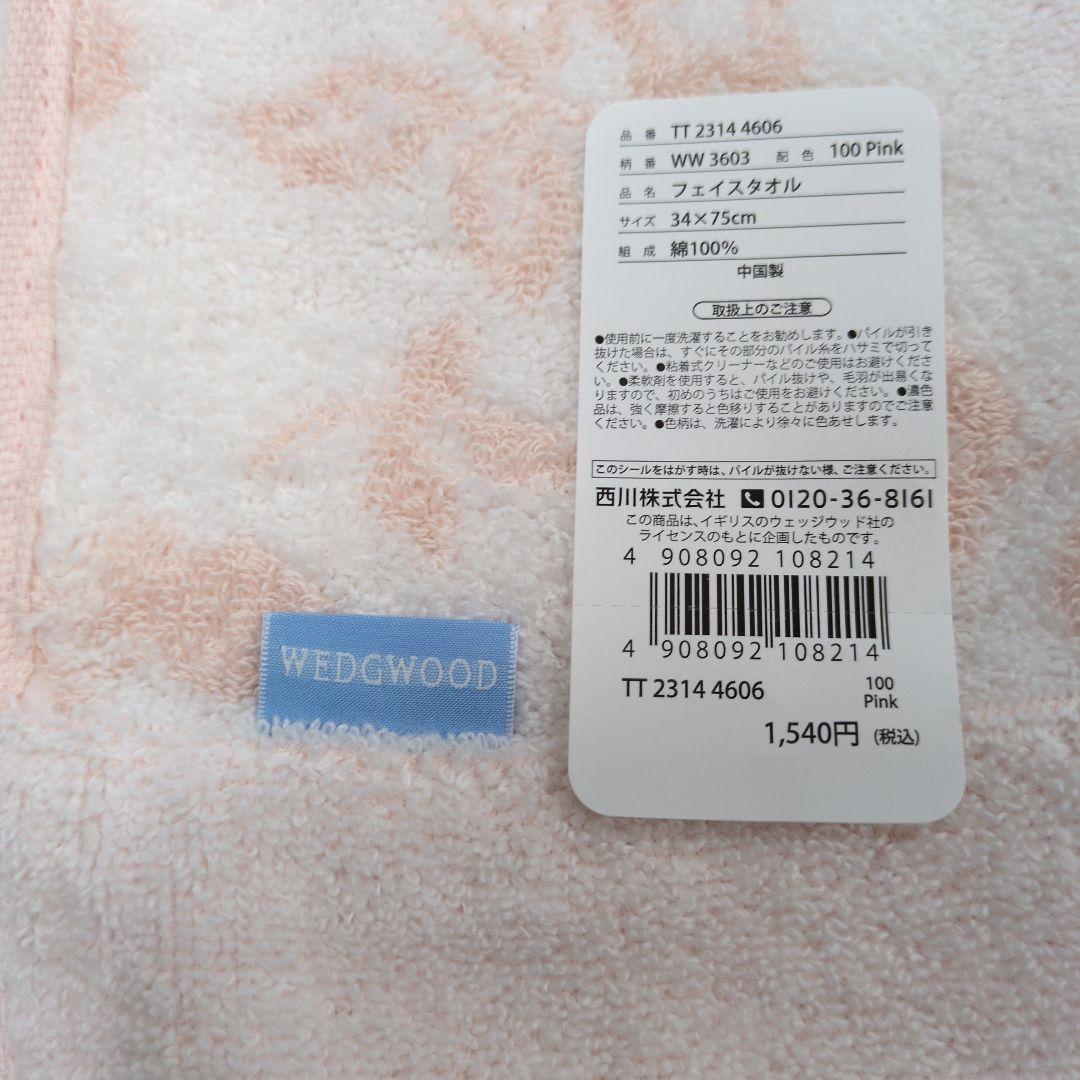 品番 TT 2314 4606
柄番 WW 3603 配色 100 Pink
品名 フェイスタオル
サイズ 34×75cm
組成 綿100%
中国製
取扱上のご注意
●使用前に一度洗濯することをお勧めします。●パイルが引き
抜けた場合は、すぐにその部分のパイル糸をハサミで切って
ください。●粘着式クリーナーなどのご使用はお避けくださ
い。●柔軟剤を使用すると、パイル抜けや、毛羽が出易くな
りますので、初めのうちはご使用をお避けください。●濃色
品は、強く摩擦すると色移りすることがありますのでご注意
ください。●色柄は、洗濯により徐々に色あせします。
このシールをはがす時は、パイルが抜けない様、ご注意ください。
西川株式会社 0120-36-8161
この商品は、イギリスのウェッジウッド社の
ライセンスのもとに企画したものです。
4 908092 108214
4 908092 108214
TT 2314 4606 100
Pink
1,540円 (税込)
WEDGWOOD